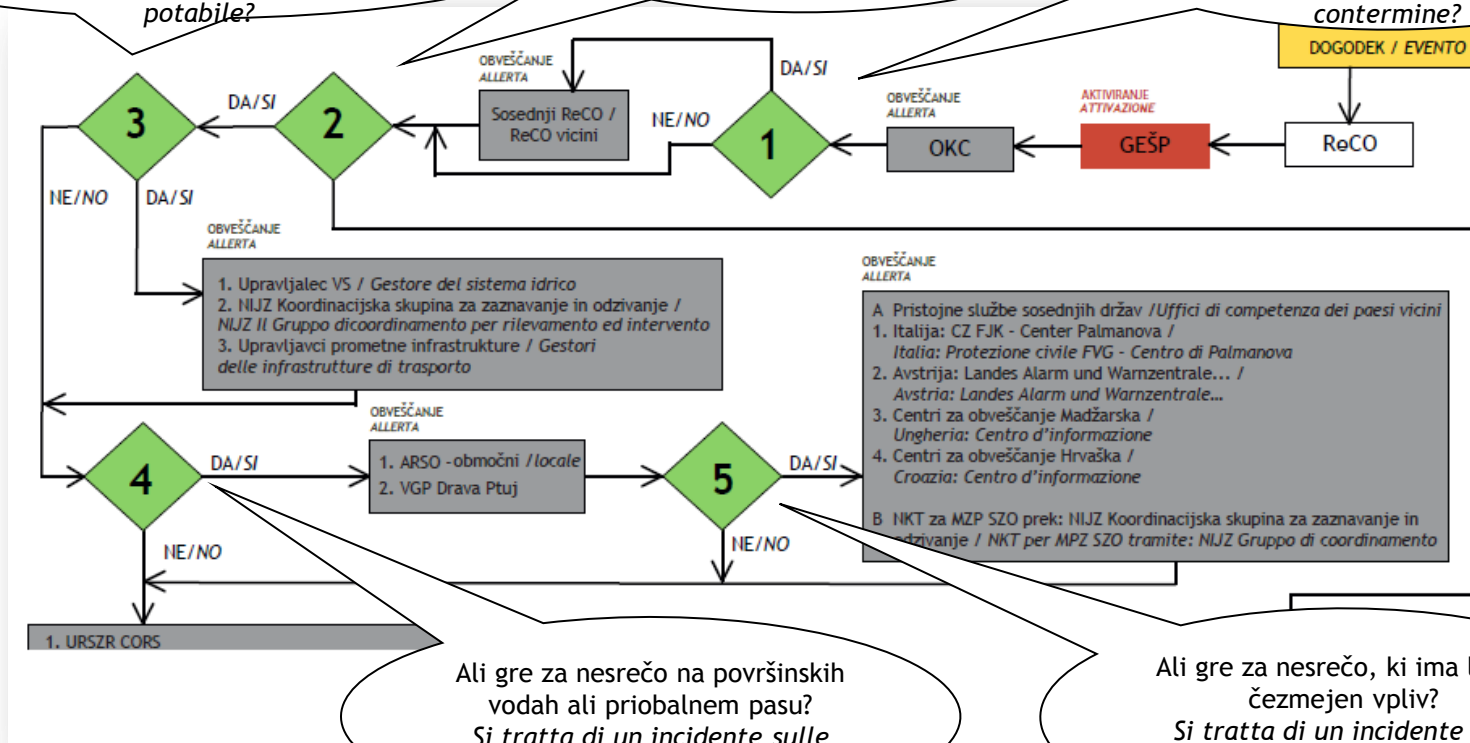 potabile?
contermine?
DOGODEK / EVENTO
OBVEŠČANJE
ALLERTA
DA/SI
Sosednji ReCO /
ReCO vicini
NE/NO
OBVEŠČANJE
ALLERTA
AKTIVIRANJE
ATTIVAZIONE
3
DA/SI
2
1
OKC
GEŠP
ReCO
NE/NO
DA/SI
OBVEŠČANJE
ALLERTA
1. Upravljalec VS / Gestore del sistema idrico
2. NIJZ Koordinacijska skupina za zaznavanje in odzivanje /
NIJZ Il Gruppo dicoordinamento per rilevamento ed intervento
3. Upravljavci prometne infrastrukture / Gestori
delle infrastrutture di trasporto
OBVEŠČANJE
ALLERTA
A Pristojne službe sosednjih držav /Uffici di competenza dei paesi vicini
1. Italija: CZ FJK - Center Palmanova /
Italia: Protezione civile FVG - Centro di Palmanova
2. Avstrija: Landes Alarm und Warnzentrale... /
Avstria: Landes Alarm und Warnzentrale…
3. Centri za obveščanje Madžarska /
Ungheria: Centro d'informazione
4. Centri za obveščanje Hrvaška /
Croazia: Centro d'informazione
B NKT za MZP SZO prek: NIJZ Koordinacijska skupina za zaznavanje in
odzivanje / NKT per MPZ SZO tramite: NIJZ Gruppo di coordinamento
OBVEŠČANJE
ALLERTA
4
DA/SI
1. ARSO - območni /locale
2. VGP Drava Ptuj
5
DA/SI
NE/NO
NE/NO
1. URSZR CORS
Ali gre za nesrečo na površinskih
vodah ali priobalnem pasu?
Si tratta di un incidente sulle
Ali gre za nesrečo, ki ima
čezmejen vpliv?
Si tratta di un incidente